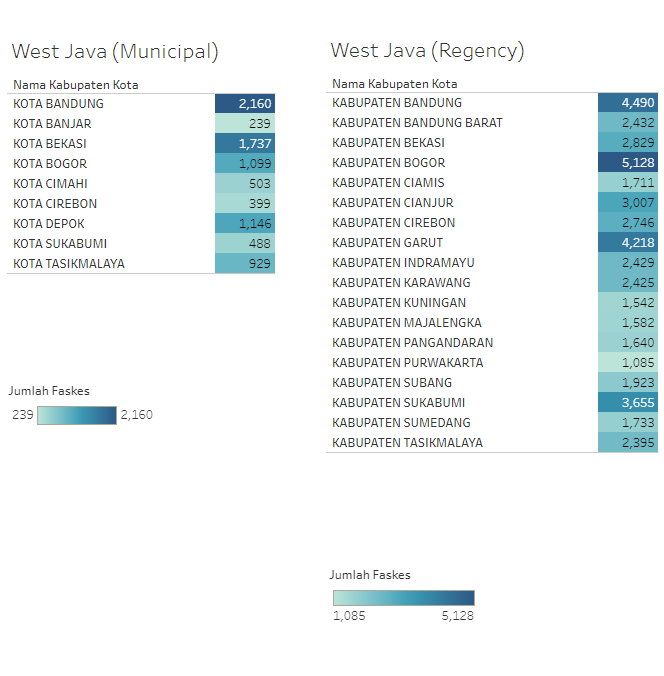 West Java (Municipal)
Nama Kabupaten Kota
KOTA BANDUNG 2,160
KOTA BANJAR 239
KOTA BEKASI 1,737
KOTA BOGOR 1,099
KOTA CIMAHI 503
KOTA CIREBON 399
KOTA DEPOK 1,146
KOTA SUKABUMI 488
KOTA TASIKMALAYA 929
Jumlah Faskes
239 2,160
West Java (Regency)
Nama Kabupaten Kota
KABUPATEN BANDUNG 4,490
KABUPATEN BANDUNG BARAT 2,432
KABUPATEN BEKASI 2,829
KABUPATEN BOGOR 5,128
KABUPATEN CIAMIS 1,711
KABUPATEN CIANJUR 3,007
KABUPATEN CIREBON 2,746
KABUPATEN GARUT 4,218
KABUPATEN INDRAMAYU 2,429
KABUPATEN KARAWANG 2,425
KABUPATEN KUNINGAN 1,542
KABUPATEN MAJALENGKA 1,582
KABUPATEN PANGANDARAN 1,640
KABUPATEN PURWAKARTA 1,085
KABUPATEN SUBANG 1,923
KABUPATEN SUKABUMI 3,655
KABUPATEN SUMEDANG 1,733
KABUPATEN TASIKMALAYA 2,395
Jumlah Faskes
1,085 5,128